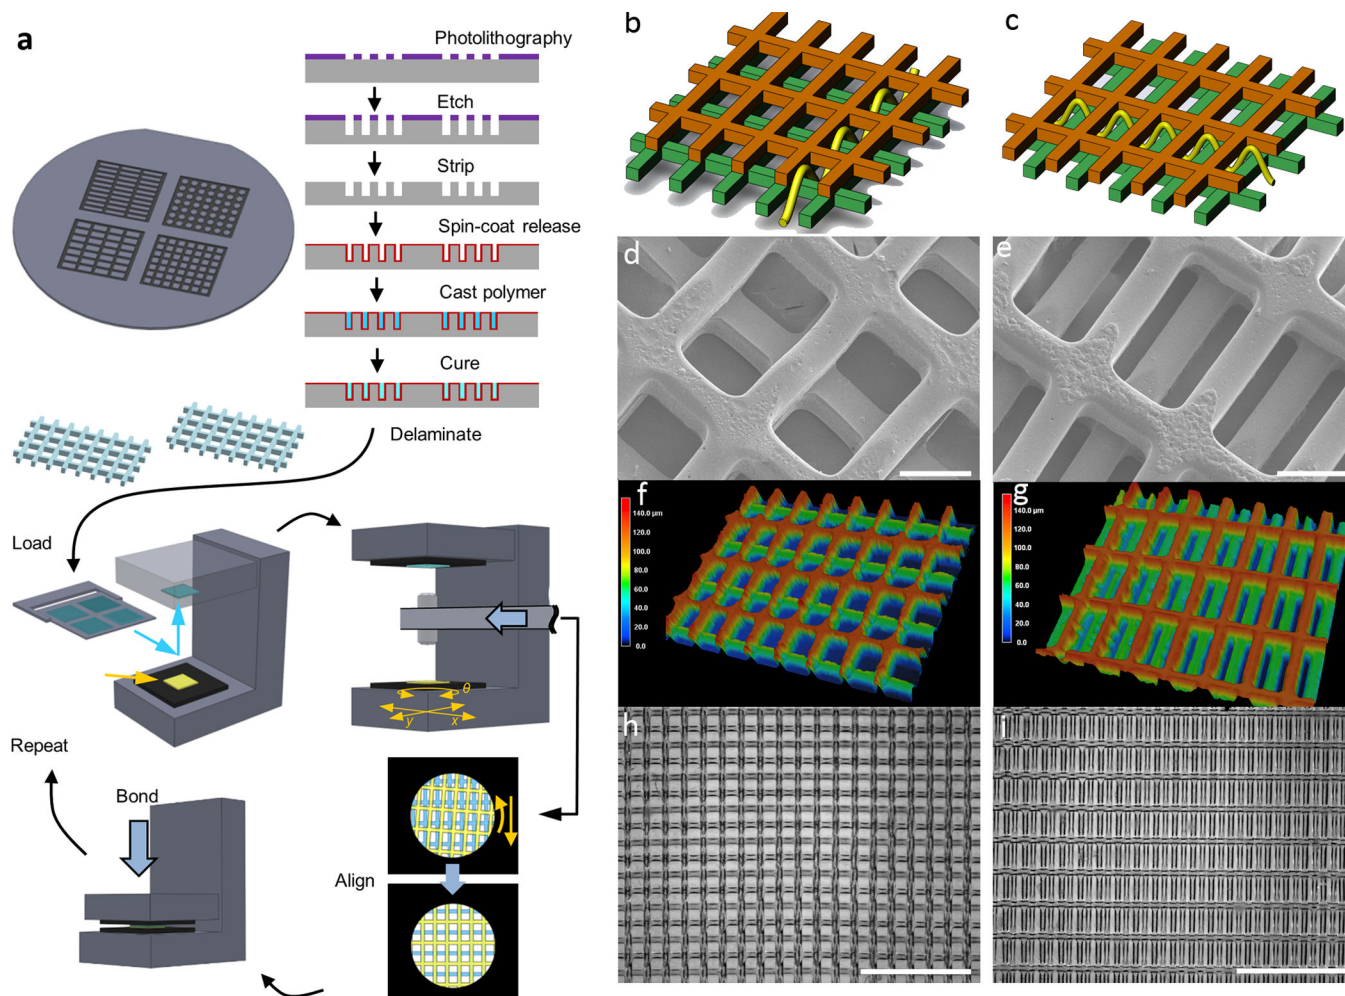 a
Photolithography
Etch
Strip
Spin-coat release
Cast polymer
Cure
Delaminate
Load
θ
y
x
Repeat
Bond
Align
b
c
d
e
f
140.0 μm
120.0
100.0
80.0
60.0
40.0
20.0
0.0
g
140.0 μm
120.0
100.0
80.0
60.0
40.0
20.0
0.0
h
i